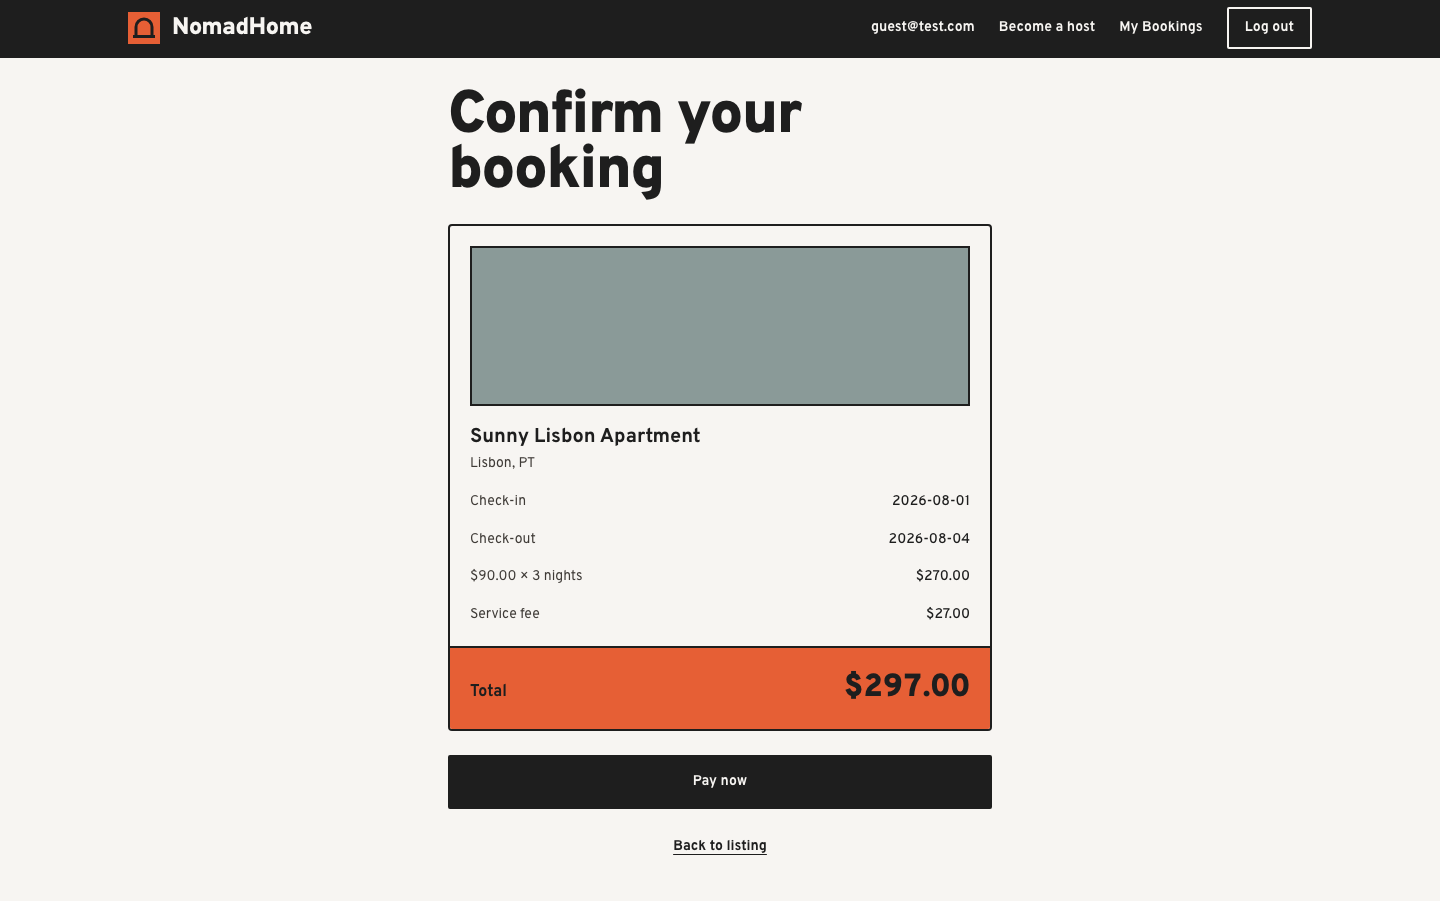 NomadHome
guest@test.com
Become a host
My Bookings
Log out
Confirm your
booking
Sunny Lisbon Apartment
Lisbon, PT
Check-in 2026-08-01
Check-out 2026-08-04
$90.00 × 3 nights $270.00
Service fee $27.00
Total $297.00
Pay now
Back to listing